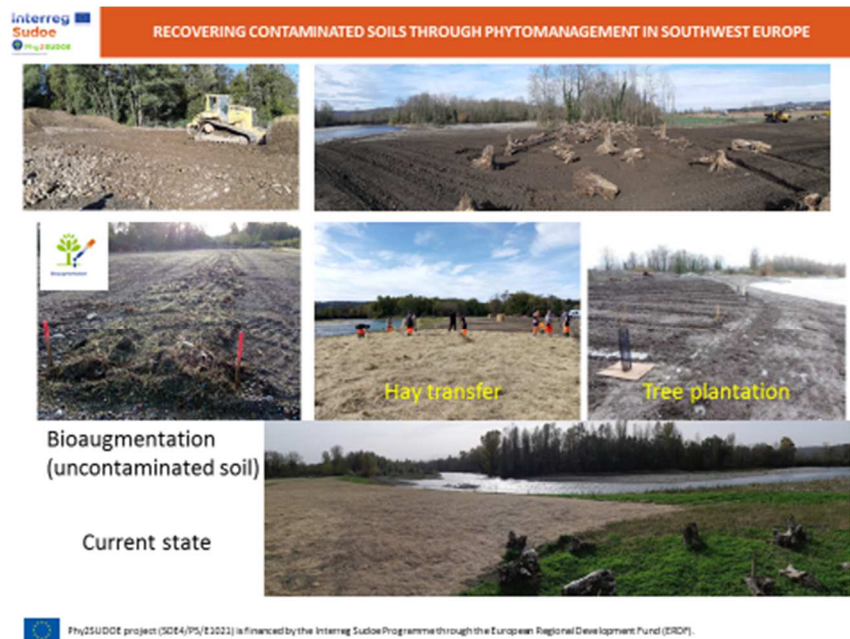 Interreg
Sudoe
Phy2SUDOE
RECOVERING CONTAMINATED SOILS THROUGH PHYTOMANAGEMENT IN SOUTHWEST EUROPE
Bioaugmentation
Hay transfer
Tree plantation
Bioaugmentation
(uncontaminated soil)
Current state
Phy2SUDOE project (SOE4/P5/E1021) is financed by the Interreg Sudoe Programme through the European Regional Development Fund (ERDF).